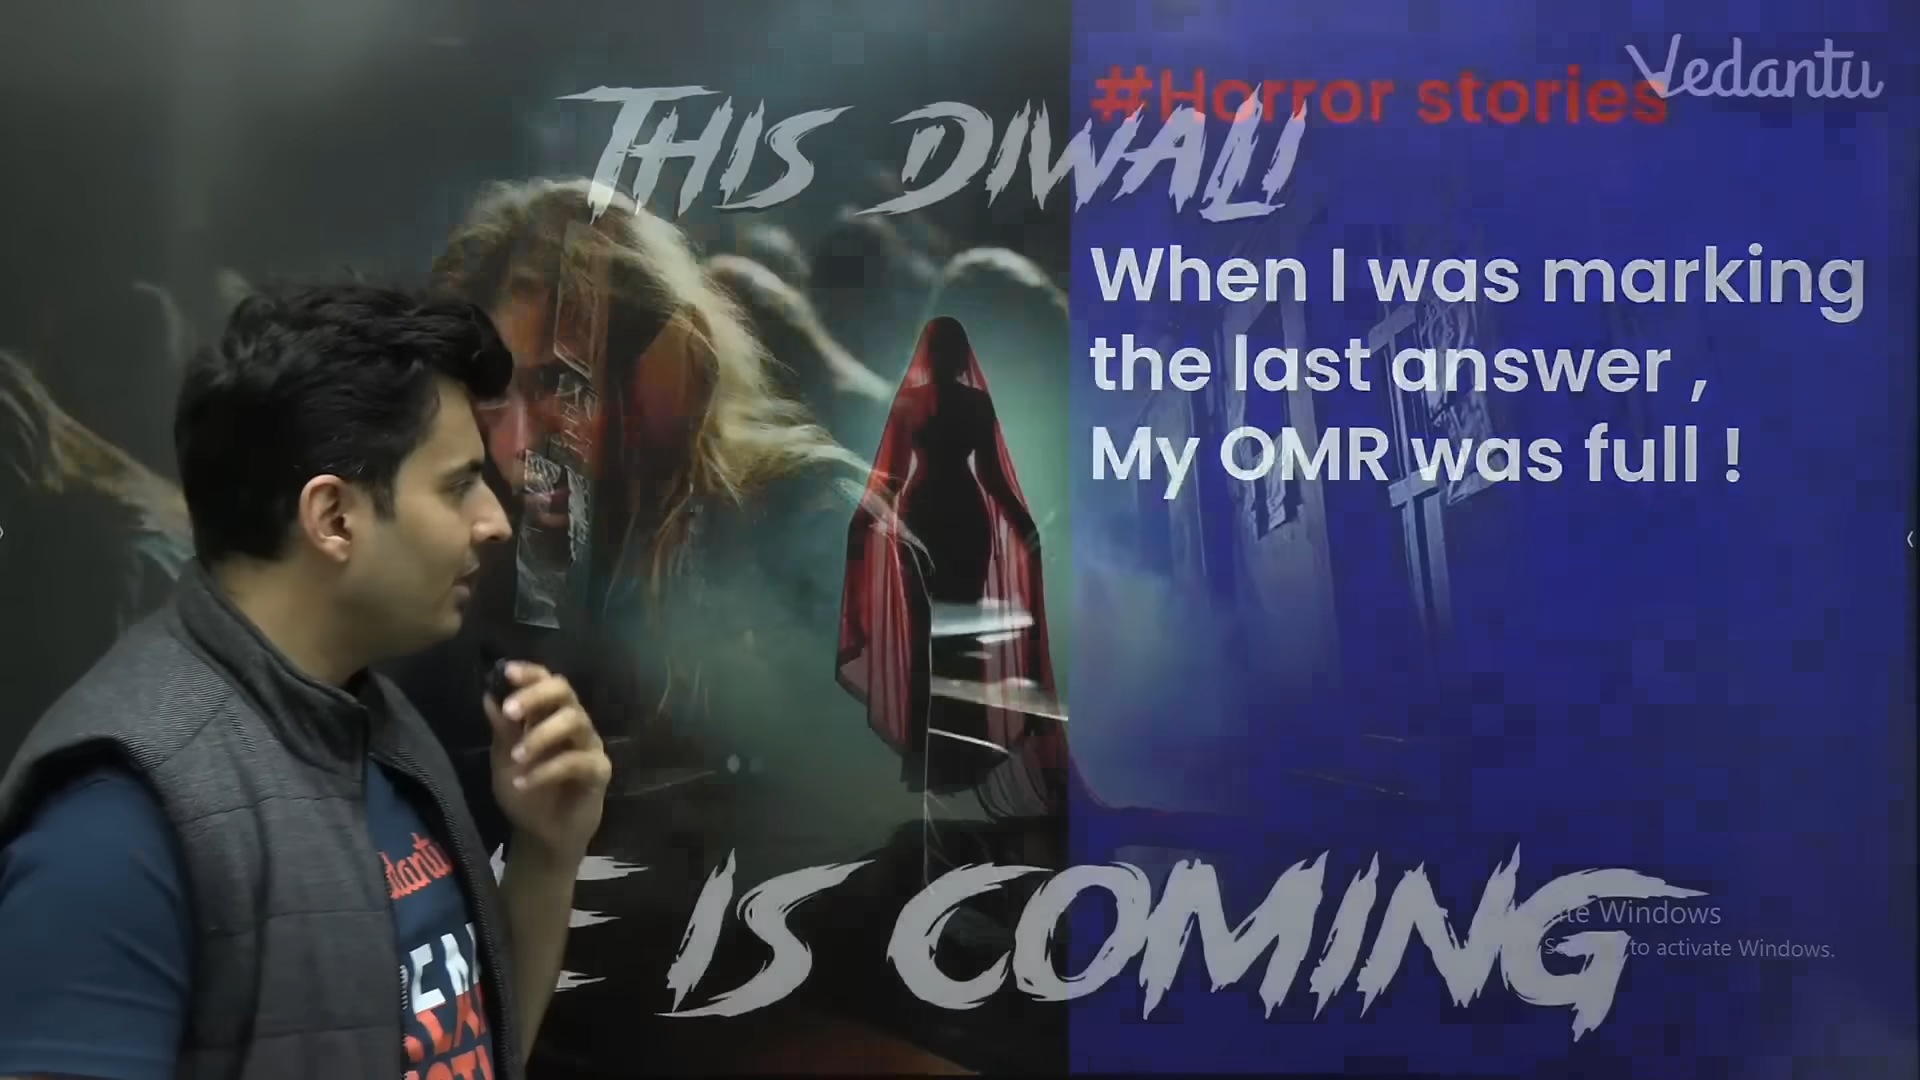 Vedantu
#Horror stories
THIS DIWALI
When I was marking
the last answer ,
My OMR was full !
IS COMING
Windows
to activate Windows.